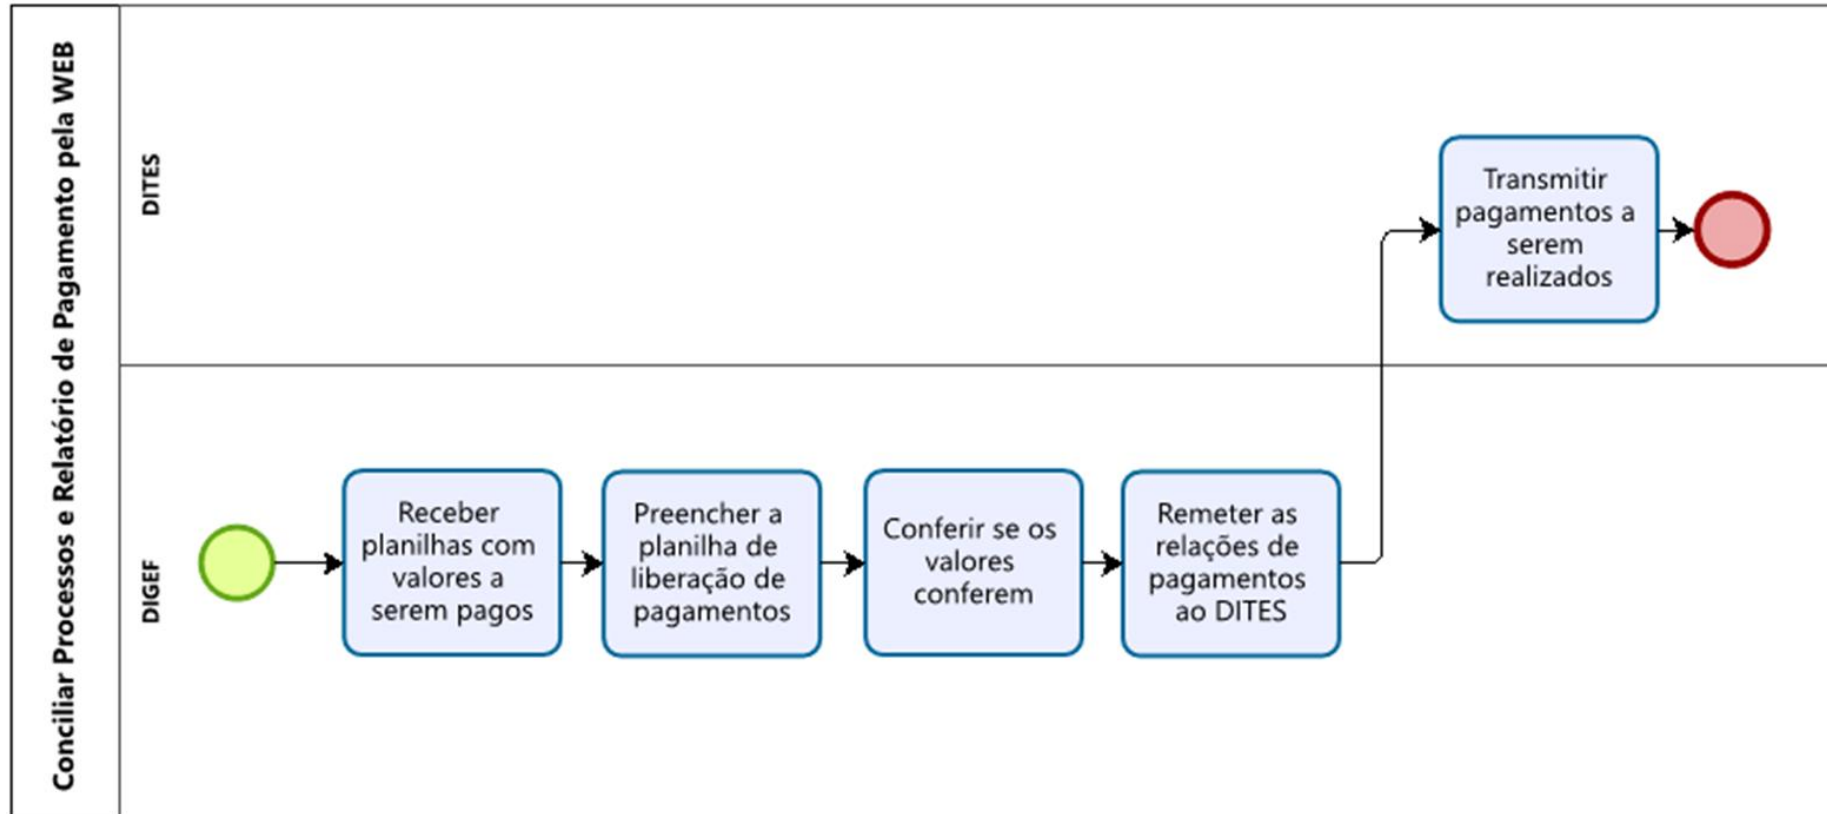 Conciliar Processos e Relatório de Pagamento pela WEB
DITES
Transmitir
pagamentos a
serem
realizados
DIGEF
Receber
planilhas com
valores a
serem pagos
Preencher a
planilha de
liberação de
pagamentos
Conferir se os
valores
conferem
Remeter as
relações de
pagamentos
ao DITES